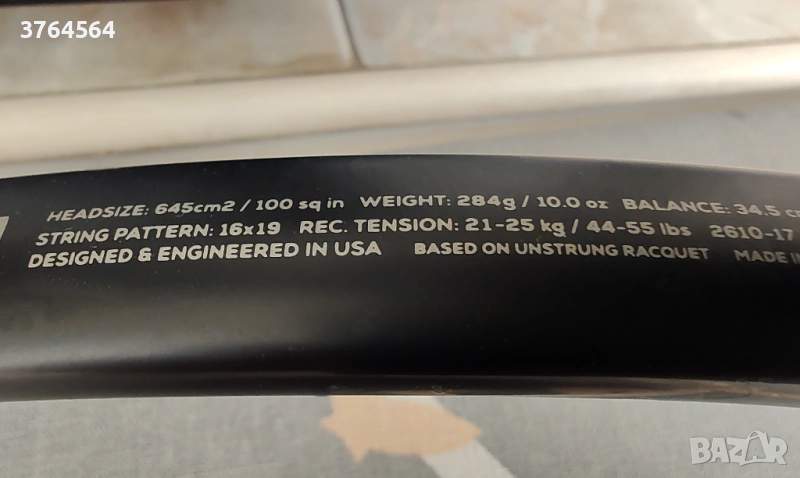 3764564
HEADSIZE: 645cm2 / 100 sq in WEIGHT: 284g / 10.0 oz BALANCE: 34.5 c
STRING PATTERN: 16x19 REC. TENSION: 21-25 kg / 44-55 lbs 2610-17
DESIGNED & ENGINEERED IN USA BASED ON UNSTRUNG RACQUET MADE IN
BAZAR